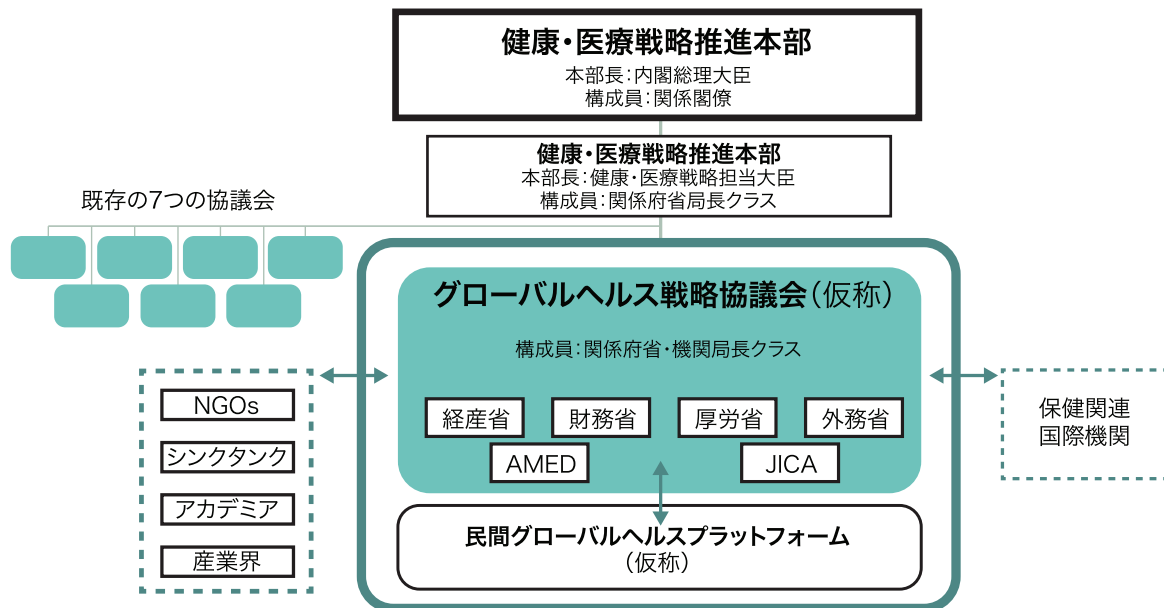 健康・医療戦略推進本部
本部長：内閣総理大臣
構成員：関係閣僚
健康・医療戦略推進本部
本部長：健康・医療戦略担当大臣
構成員：関係府省局長クラス
既存の7つの協議会
グローバルヘルス戦略協議会（仮称）
構成員：関係府省・機関局長クラス
経産省
財務省
厚労省
外務省
AMED
JICA
民間グローバルヘルスプラットフォーム
（仮称）
NGOs
シンクタンク
アカデミア
産業界
保健関連
国際機関